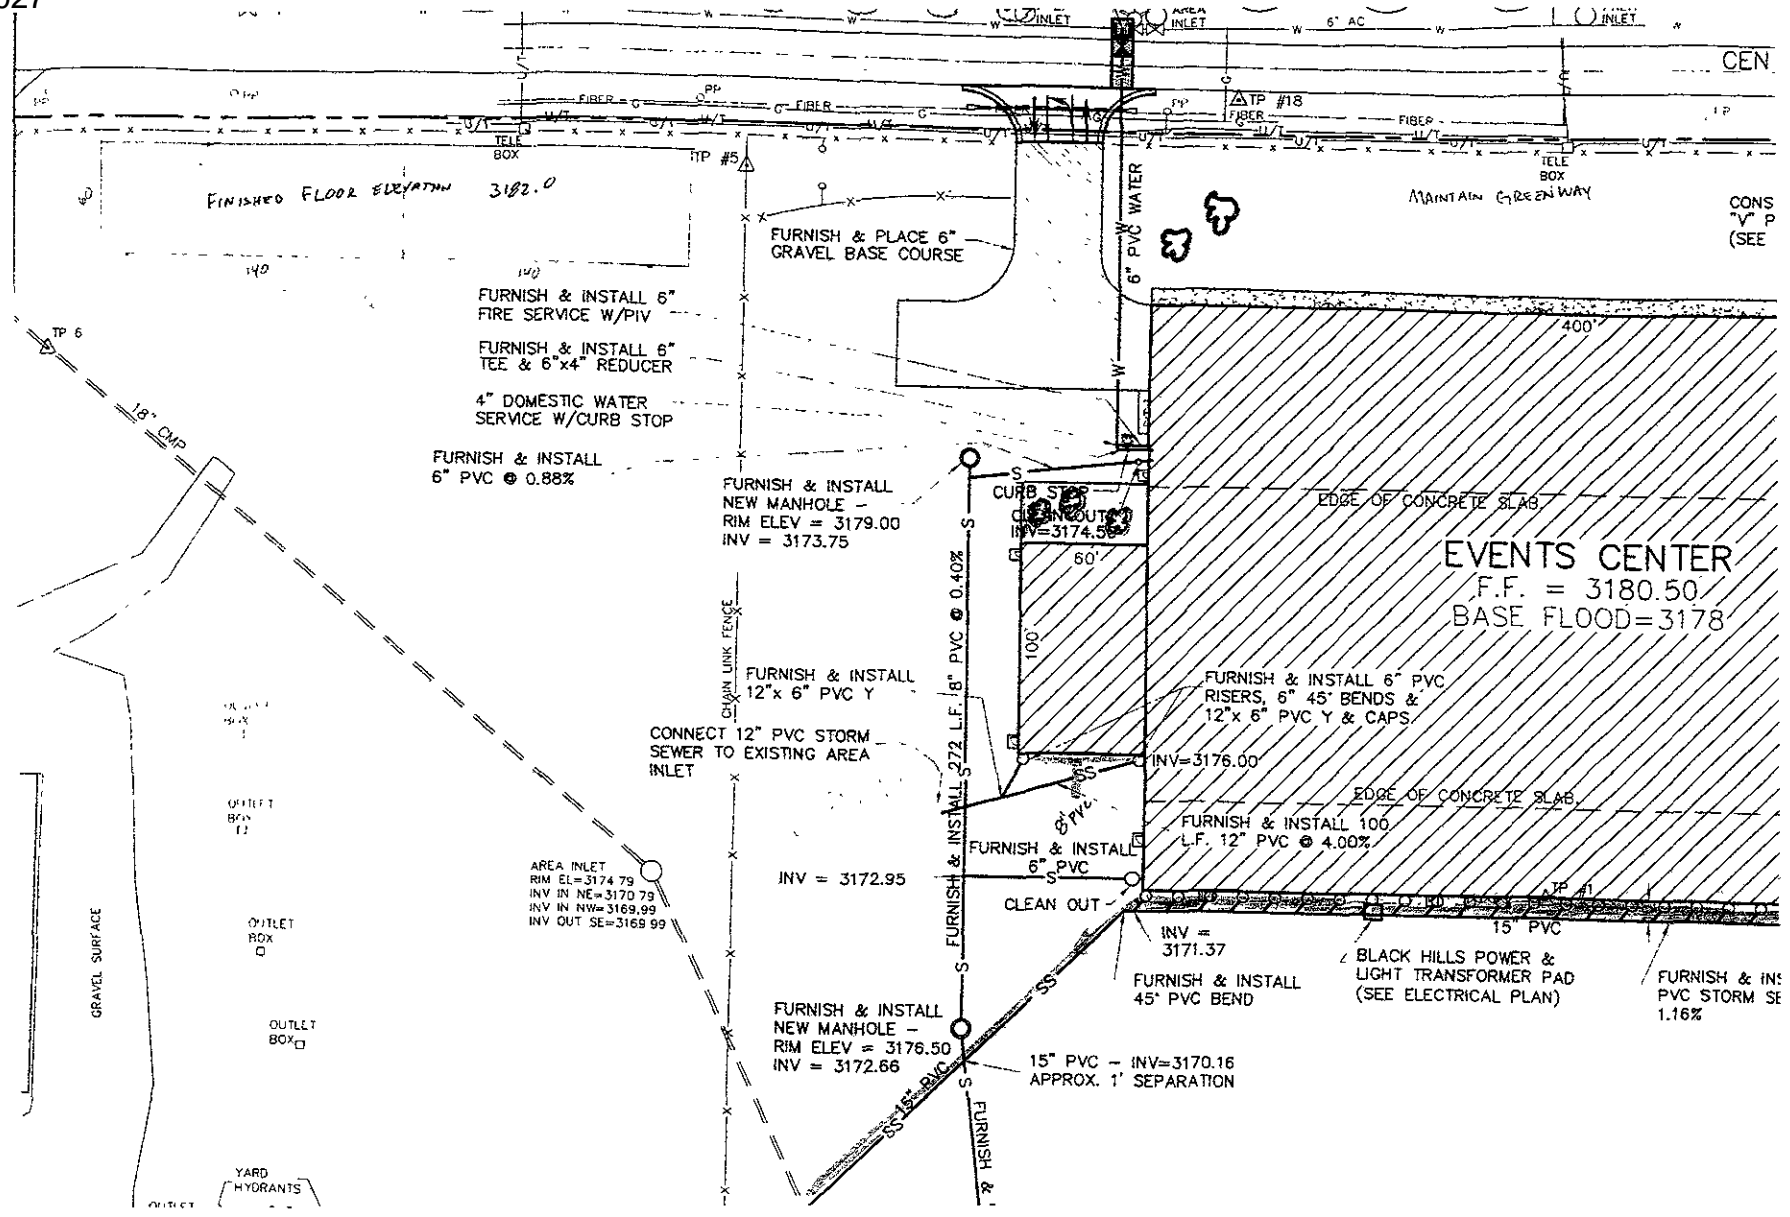 INLET
AREA
INLET
6" AC
INLET
CEN
PP
PP
PP
TP #18
PP
FIBER
FIBER
FIBER
FIBER
TELE
BOX
TP #5
TELE
BOX
FINISHED FLOOR ELEVATION 3182.0
MAINTAIN GREENWAY
CONS
"V" P
(SEE
140
140
FURNISH & PLACE 6"
GRAVEL BASE COURSE
6" PVC WATER
FURNISH & INSTALL 6"
FIRE SERVICE W/PIV
400'
TP 6
FURNISH & INSTALL 6"
TEE & 6"x4" REDUCER
4" DOMESTIC WATER
SERVICE W/CURB STOP
18" CMP
FURNISH & INSTALL
6" PVC @ 0.88%
FURNISH & INSTALL
NEW MANHOLE –
RIM ELEV = 3179.00
INV = 3173.75
CURB STOP
EDGE OF CONCRETE SLAB
60'
EVENTS CENTER
F.F. = 3180.50
BASE FLOOD=3178
CHAIN LINK FENCE
100'
FURNISH & INSTALL 272 L.F. 8" PVC @ 0.40%
FURNISH & INSTALL
12"x 6" PVC Y
FURNISH & INSTALL 6" PVC
RISERS, 6" 45° BENDS &
12"x 6" PVC Y & CAPS
CONNECT 12" PVC STORM
SEWER TO EXISTING AREA
INLET
INV=3176.00
OUTLET
BOX
EDGE OF CONCRETE SLAB
8" PVC
FURNISH & INSTALL 100
L.F. 12" PVC @ 4.00%
FURNISH & INSTALL
6" PVC
AREA INLET
RIM EL=3174.79
INV IN NE=3170.79
INV IN NW=3169.99
INV OUT SE=3169.99
INV = 3172.95
CLEAN OUT
TP #1
15" PVC
OUTLET
BOX
GRAVEL SURFACE
INV =
3171.37
FURNISH & INSTALL
45° PVC BEND
BLACK HILLS POWER &
LIGHT TRANSFORMER PAD
(SEE ELECTRICAL PLAN)
FURNISH & INS
PVC STORM SE
1.16%
OUTLET
BOX
FURNISH & INSTALL
NEW MANHOLE –
RIM ELEV = 3176.50
INV = 3172.66
15" PVC – INV=3170.16
APPROX. 1' SEPARATION
15" PVC
FURNISH &
YARD
HYDRANTS
OUTLET